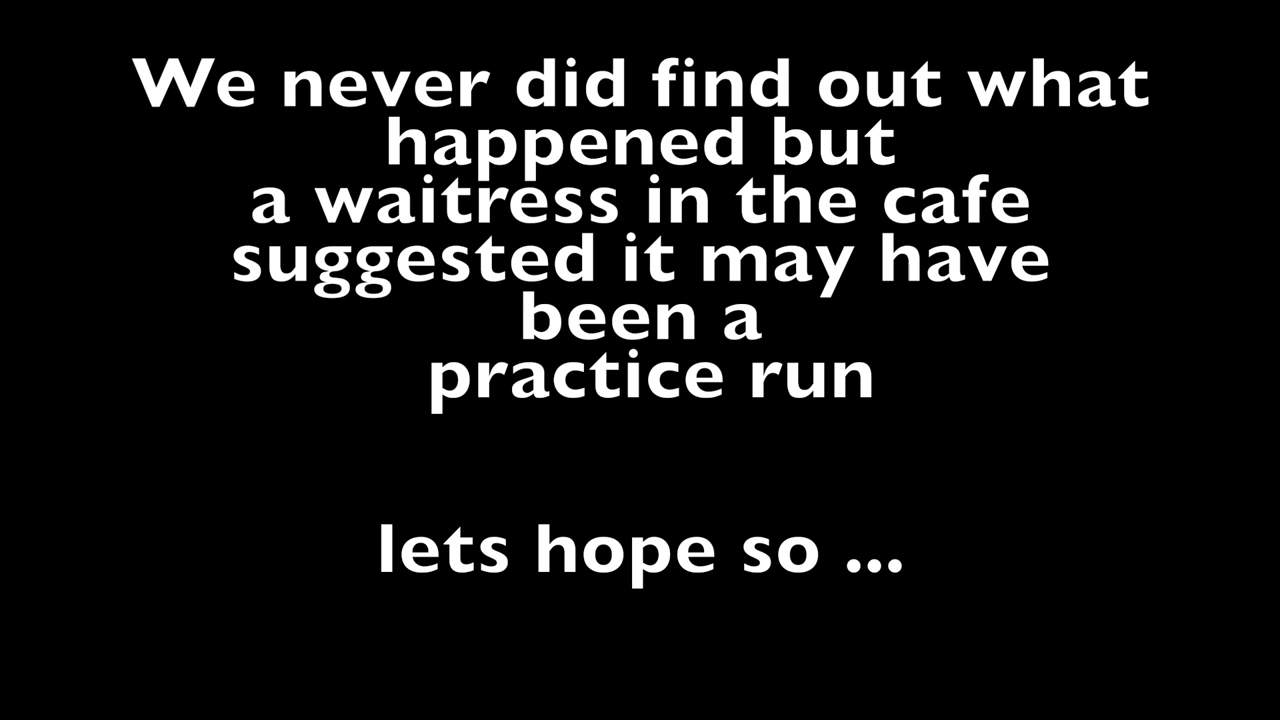 We never did find out what
happened but
a waitress in the cafe
suggested it may have
been a
practice run
lets hope so ...